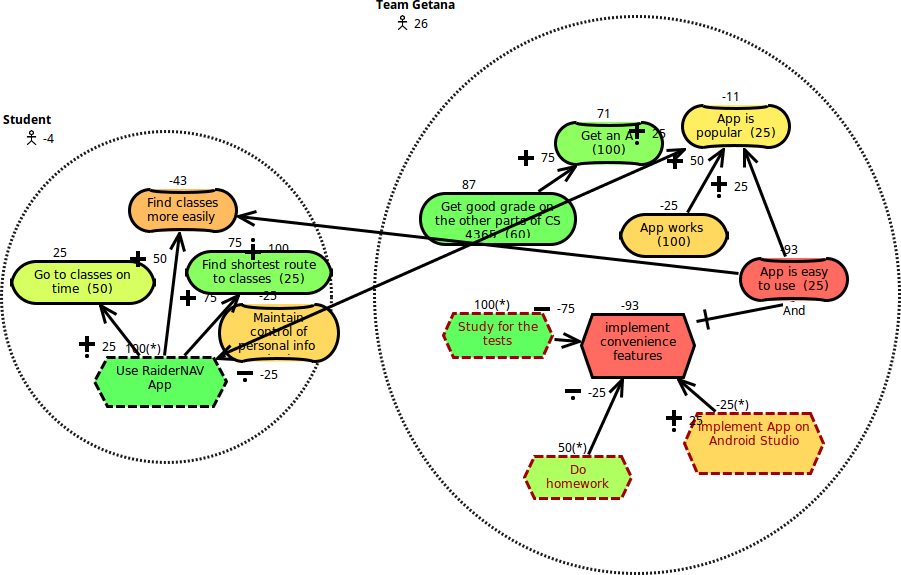 Team Getana
26
Student
-4
-11
App is
popular (25)
71
Get an A
(100)
25
50
75
25
87
Get good grade on
the other parts of CS
4365 (60)
-25
App works
(100)
-43
Find classes
more easily
25
Go to classes on
time (50)
50
75
100
Find shortest route
to classes (25)
75
-25
Maintain
control of
personal info
-25
25
100(*)
Use RaiderNAV
App
-93
App is easy
to use (25)
And
100(*)
Study for the
tests
-75
-93
implement
convenience
features
-25
25
-25(*)
implement App on
Android Studio
50(*)
Do
homework